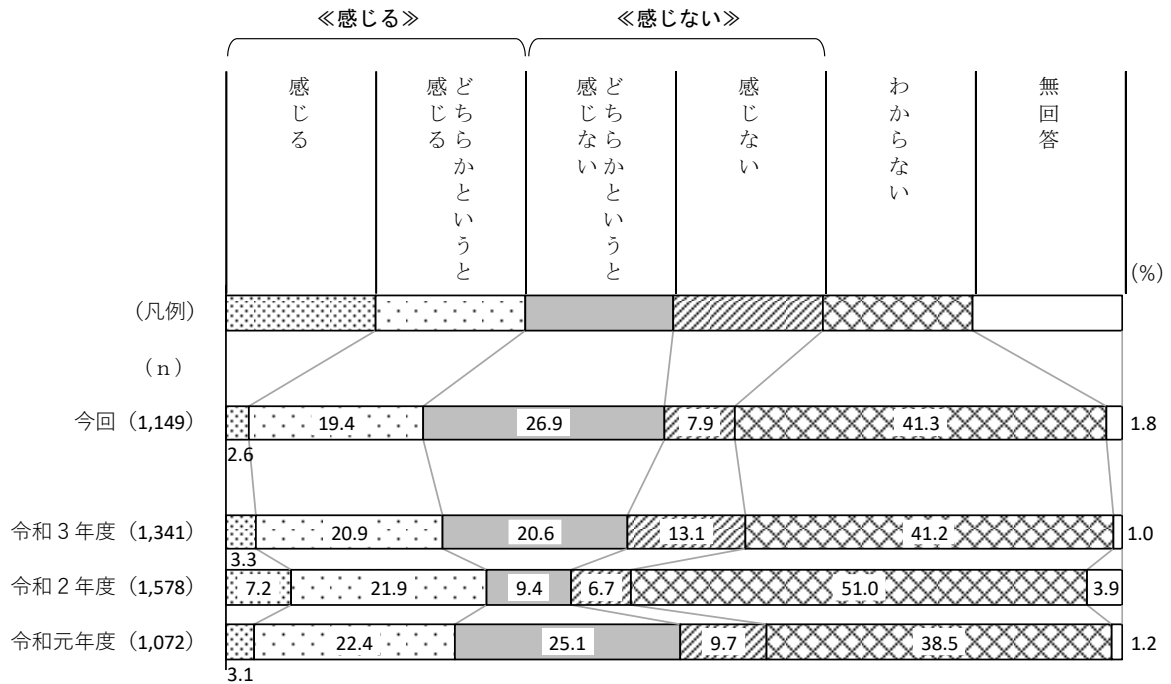 ≪感じる≫
≪感じない≫
感じる
どちらかというと
感じる
どちらかというと
感じない
感じない
わからない
無回答
(%)
(凡例)
(n)
今回 (1,149)
2.6
19.4
26.9
7.9
41.3
1.8
令和3年度 (1,341)
3.3
20.9
20.6
13.1
41.2
1.0
令和2年度 (1,578)
7.2
21.9
9.4
6.7
51.0
3.9
令和元年度 (1,072)
3.1
22.4
25.1
9.7
38.5
1.2